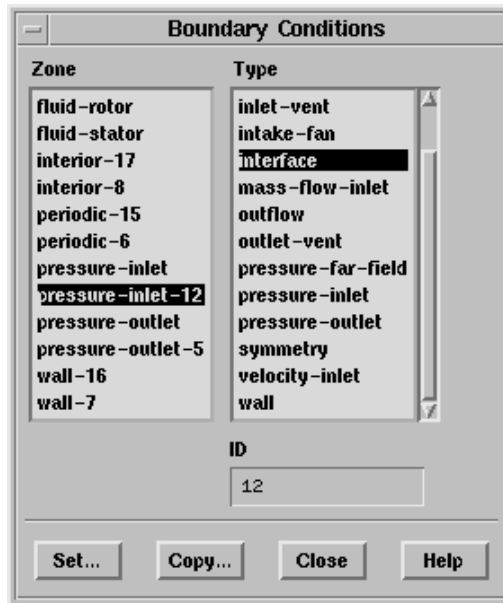 Boundary Conditions
Zone
fluid-rotor
fluid-stator
interior-17
interior-8
periodic-15
periodic-6
pressure-inlet
pressure-inlet-12
pressure-outlet
pressure-outlet-5
wall-16
wall-7
Type
inlet-vent
intake-fan
interface
mass-flow-inlet
outflow
outlet-vent
pressure-far-field
pressure-inlet
pressure-outlet
symmetry
velocity-inlet
wall
ID
12
Set... Copy... Close Help